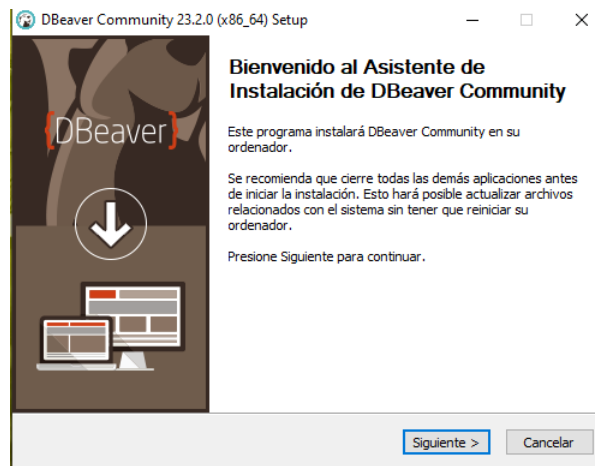 DBeaver Community 23.2.0 (x86_64) Setup
{DBeaver}
Bienvenido al Asistente de
Instalación de DBeaver Community
Este programa instalará DBeaver Community en su
ordenador.
Se recomienda que cierre todas las demás aplicaciones antes
de iniciar la instalación. Esto hará posible actualizar archivos
relacionados con el sistema sin tener que reiniciar su
ordenador.
Presione Siguiente para continuar.
Siguiente >
Cancelar